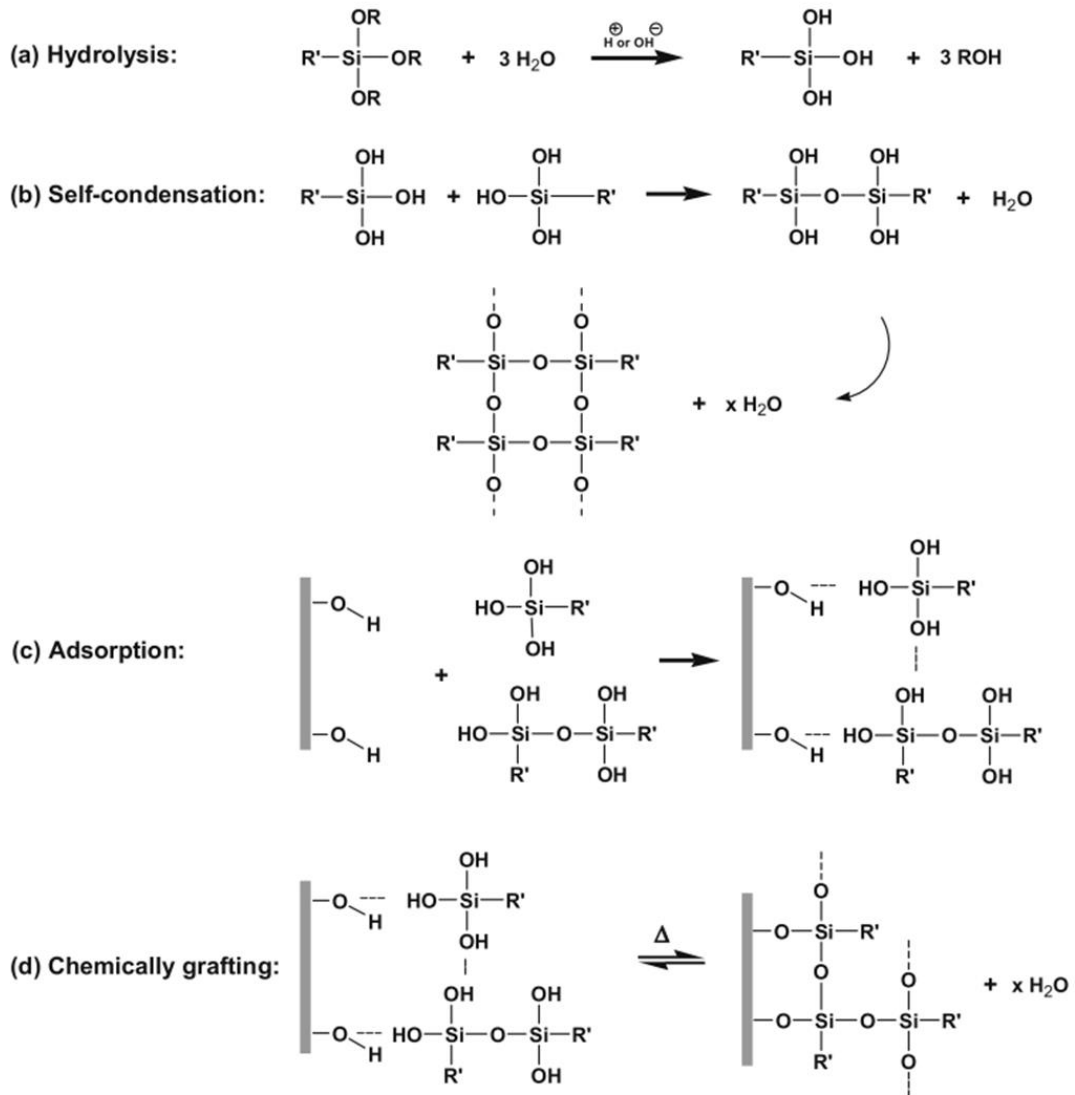 OR OH
(a) Hydrolysis: R'—Si—OR + 3 H₂O ⊕ H or OH ⊖ R'—Si—OH + 3 ROH
OR OH
OH OH OH OH
(b) Self-condensation: R'—Si—OH + HO—Si—R' R'—Si—O—Si—R' + H₂O
OH OH OH OH
O O
R'—Si—O—Si—R'
O O + x H₂O
R'—Si—O—Si—R'
O O
OH OH
O H HO—Si—R' O H --- HO—Si—R'
OH OH
(c) Adsorption: +
OH OH OH OH
O H HO—Si—O—Si—R' O H --- HO—Si—O—Si—R'
R' OH R' OH
OH O
O H --- HO—Si—R' O—Si—R'
OH
(d) Chemically grafting: Δ O O + x H₂O
OH OH
O H --- HO—Si—O—Si—R' O—Si—O—Si—R'
R' OH R' O